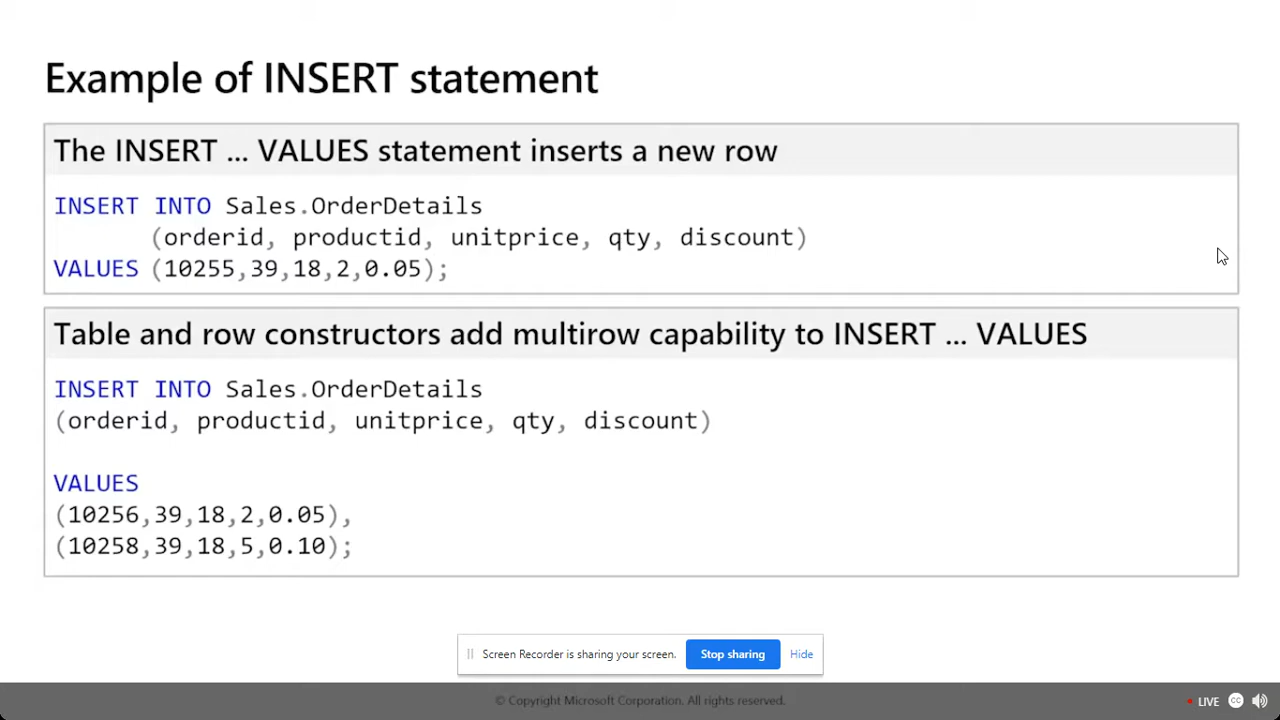 Example of INSERT statement
The INSERT ... VALUES statement inserts a new row
INSERT INTO Sales.OrderDetails
(orderid, productid, unitprice, qty, discount)
VALUES (10255,39,18,2,0.05);
Table and row constructors add multirow capability to INSERT ... VALUES
INSERT INTO Sales.OrderDetails
(orderid, productid, unitprice, qty, discount)
VALUES
(10256,39,18,2,0.05),
(10258,39,18,5,0.10);
Screen Recorder is sharing your screen. Stop sharing Hide
© Copyright Microsoft Corporation. All rights reserved.
LIVE CC